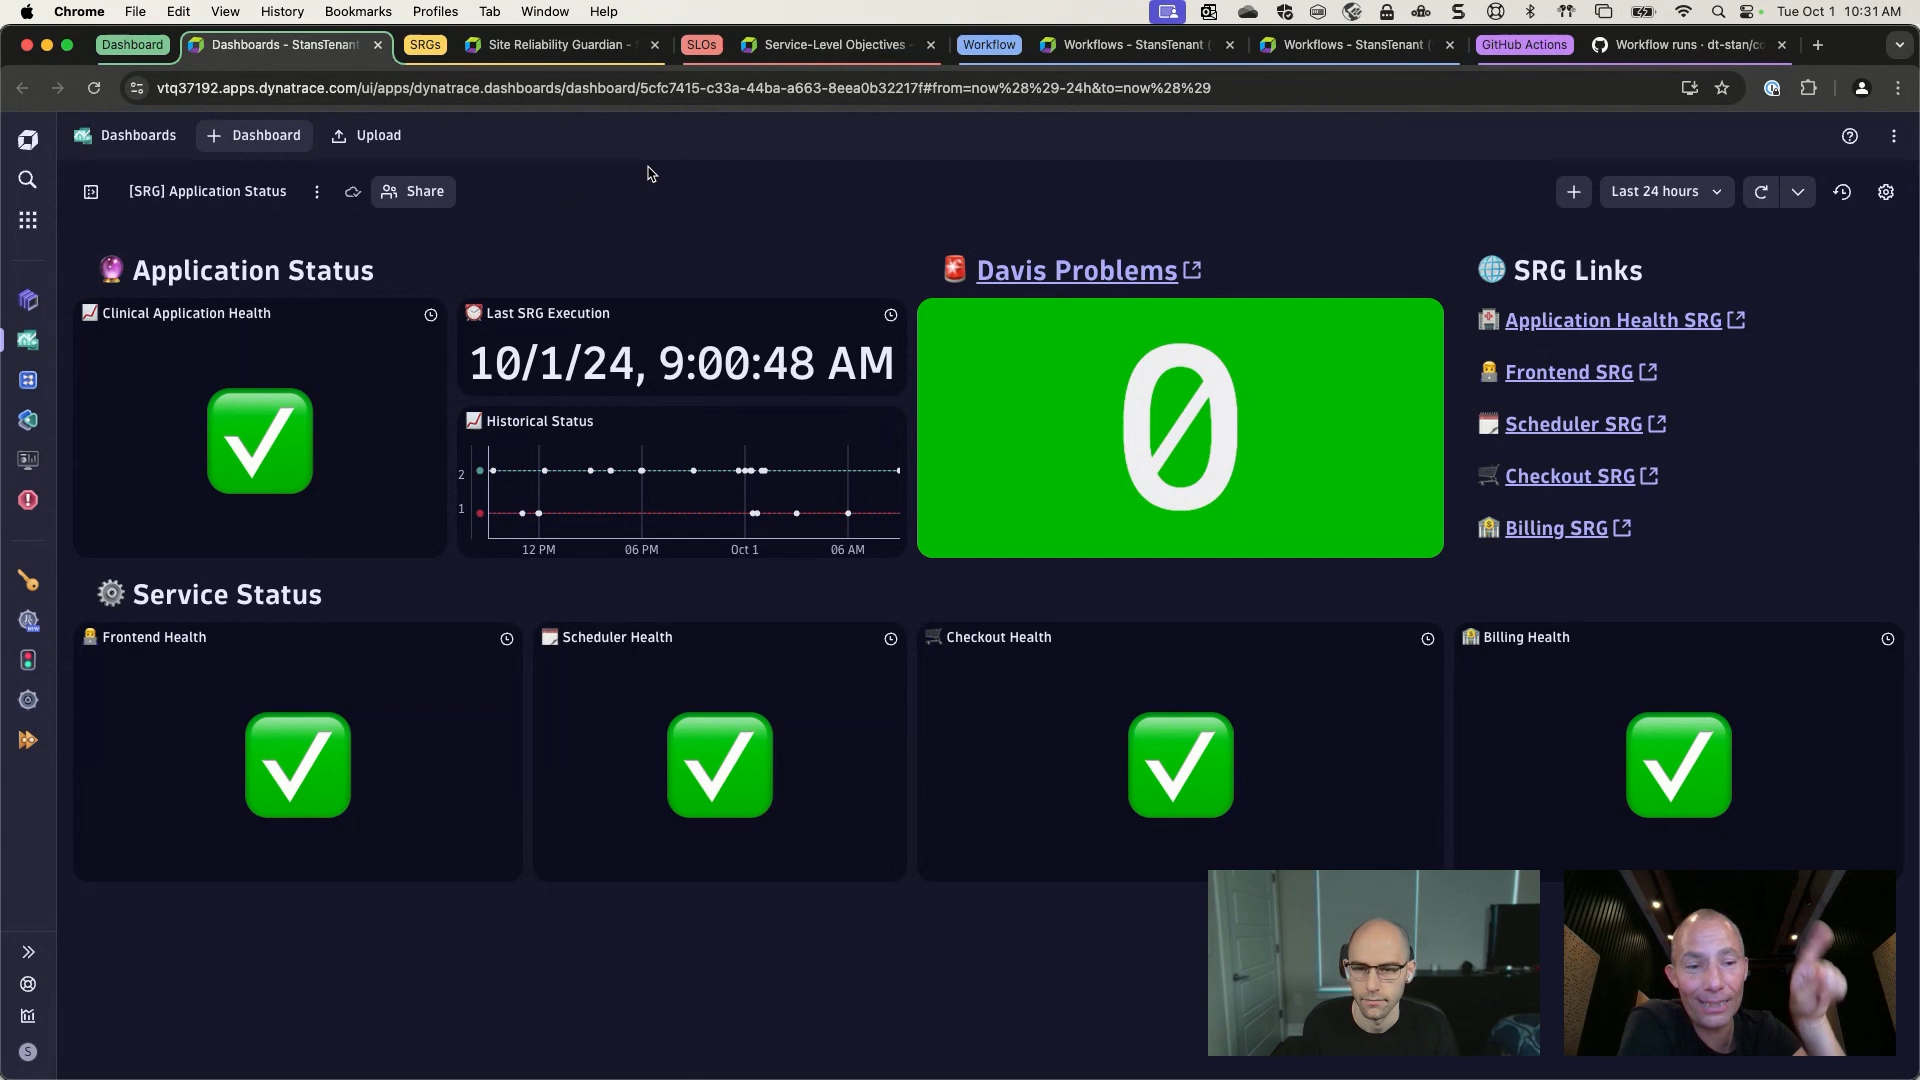 Chrome File Edit View History Bookmarks Profiles Tab Window Help
Tue Oct 1 10:31 AM
Dashboard
Dashboards - StansTenant
SRGs
Site Reliability Guardian -
SLOs
Service-Level Objectives -
Workflow
Workflows - StansTenant (
Workflows - StansTenant (
GitHub Actions
Workflow runs · dt-stan/cc
vtq37192.apps.dynatrace.com/ui/apps/dynatrace.dashboards/dashboard/5cfc7415-c33a-44ba-a663-8eea0b32217f#from=now%28%29-24h&to=now%28%29
Dashboards
Dashboard
Upload
[SRG] Application Status
Share
Last 24 hours
Application Status
Davis Problems
SRG Links
Clinical Application Health
Last SRG Execution
10/1/24, 9:00:48 AM
Historical Status
2
1
12 PM 06 PM Oct 1 06 AM
0
Application Health SRG
Frontend SRG
Scheduler SRG
Checkout SRG
Billing SRG
Service Status
Frontend Health
Scheduler Health
Checkout Health
Billing Health
NEW
S